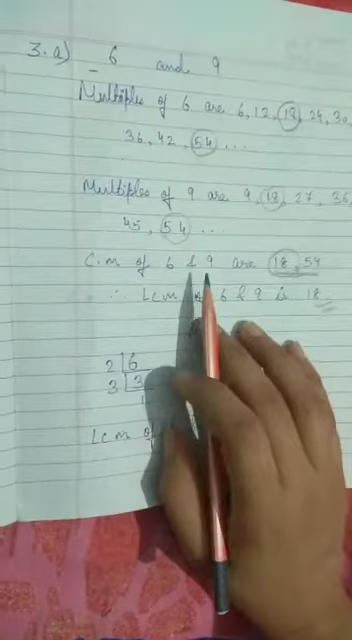 3. a) 6 and 9
Multiples of 6 are 6, 12, 18, 24, 30
36, 42, 54 ...
Multiples of 9 are 9, 18, 27, 36,
45, 54 ...
C.m of 6 & 9 are 18, 54
∴ Lcm 6 & 9 is 18
2 6
3 3
1
Lcm of